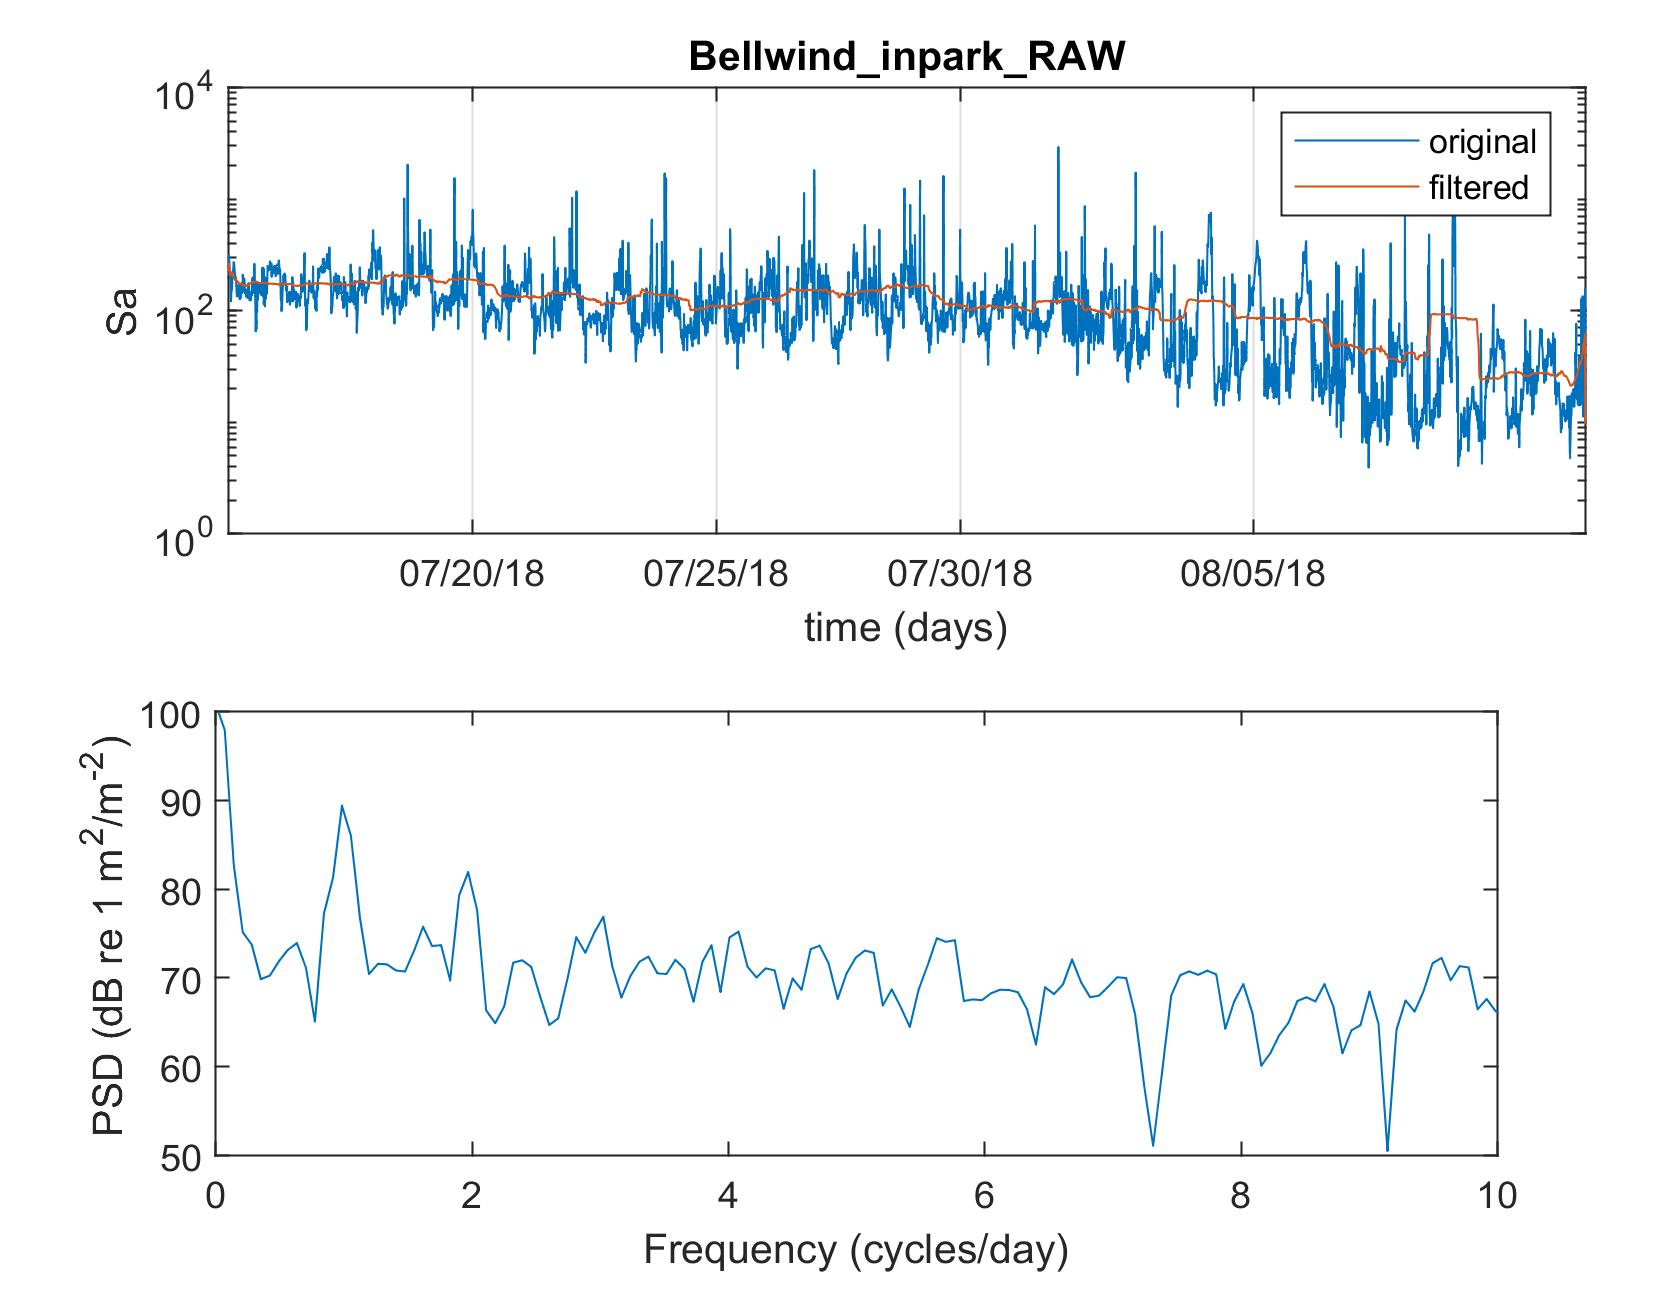 Bellwind_inpark_RAW
10^4
10^2
10^0
Sa
original
filtered
07/20/18 07/25/18 07/30/18 08/05/18
time (days)
100
90
80
70
60
50
PSD (dB re 1 m^2/m^-2)
0 2 4 6 8 10
Frequency (cycles/day)